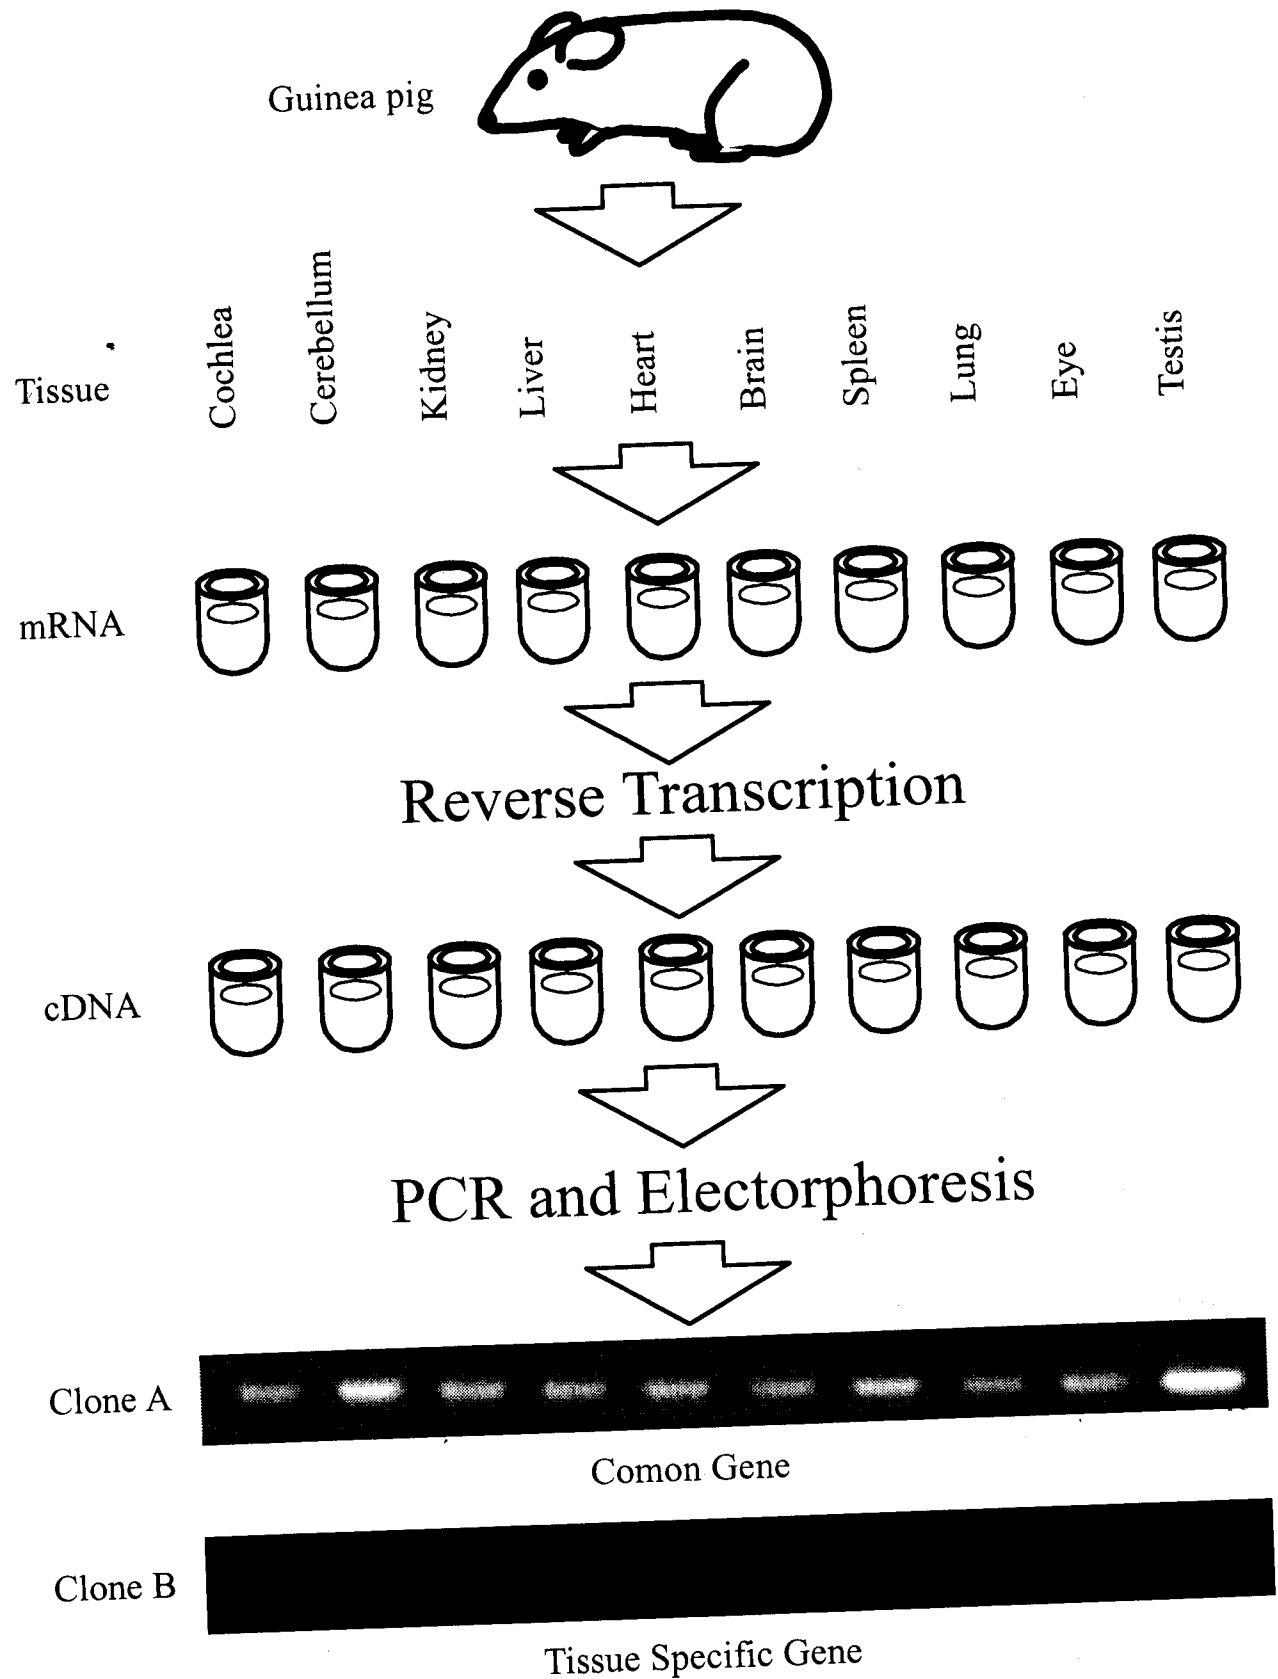 Guinea pig
Tissue
Cochlea
Cerebellum
Kidney
Liver
Heart
Brain
Spleen
Lung
Eye
Testis
mRNA
Reverse Transcription
cDNA
PCR and Electorphoresis
Clone A
Comon Gene
Clone B
Tissue Specific Gene